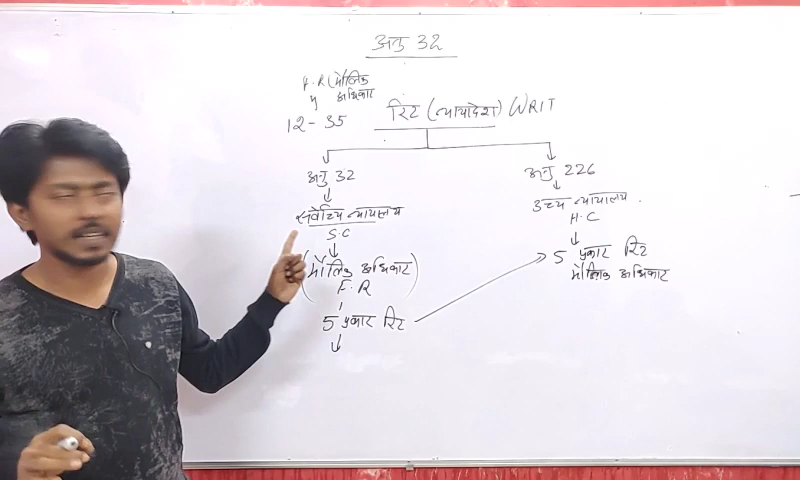 अनु 32
F.R (मौलिक
अधिकार
12 - 35
रिट (न्यायादेश) WRIT
अनु 32
सर्वोच्च न्यायालय
S.C
(मौलिक अधिकार)
F.R
5 प्रकार रिट
अनु 226
उच्च न्यायालय
H.C
5 प्रकार रिट
मौलिक अधिकार